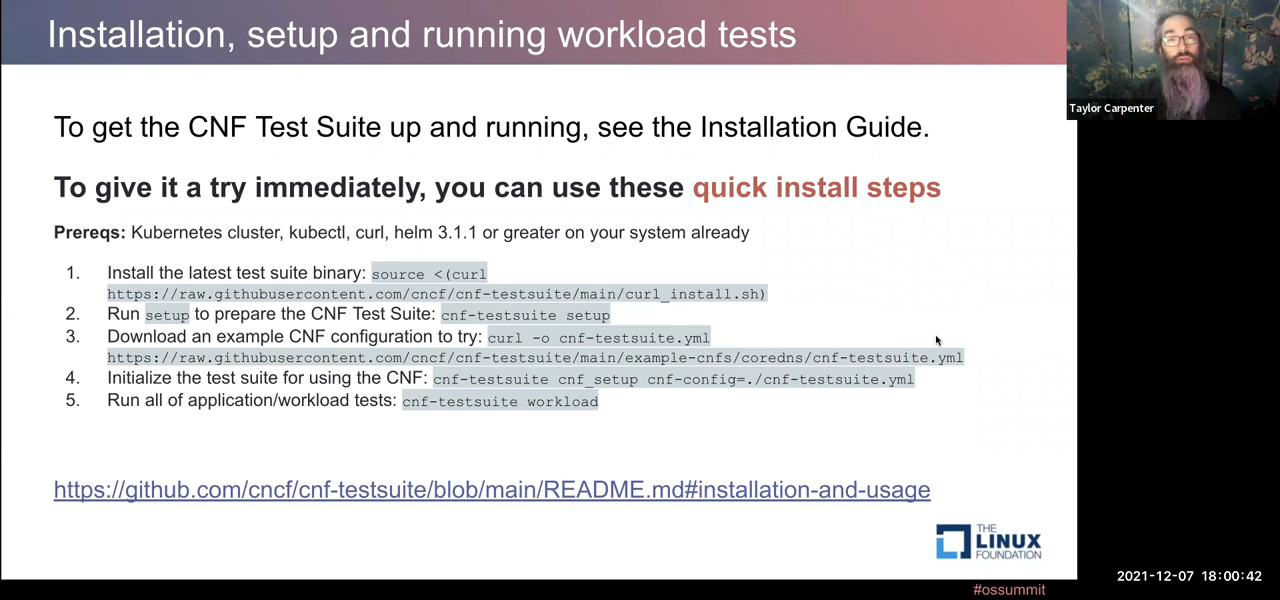 Installation, setup and running workload tests
Taylor Carpenter
To get the CNF Test Suite up and running, see the Installation Guide.
To give it a try immediately, you can use these quick install steps
Prereqs: Kubernetes cluster, kubectl, curl, helm 3.1.1 or greater on your system already
1. Install the latest test suite binary: source <(curl
https://raw.githubusercontent.com/cncf/cnf-testsuite/main/curl_install.sh)
2. Run setup to prepare the CNF Test Suite: cnf-testsuite setup
3. Download an example CNF configuration to try: curl -o cnf-testsuite.yml
https://raw.githubusercontent.com/cncf/cnf-testsuite/main/example-cnfs/coredns/cnf-testsuite.yml
4. Initialize the test suite for using the CNF: cnf-testsuite cnf_setup cnf-config=./cnf-testsuite.yml
5. Run all of application/workload tests: cnf-testsuite workload
https://github.com/cncf/cnf-testsuite/blob/main/README.md#installation-and-usage
THE
LINUX
FOUNDATION
2021-12-07 18:00:42
#ossummit